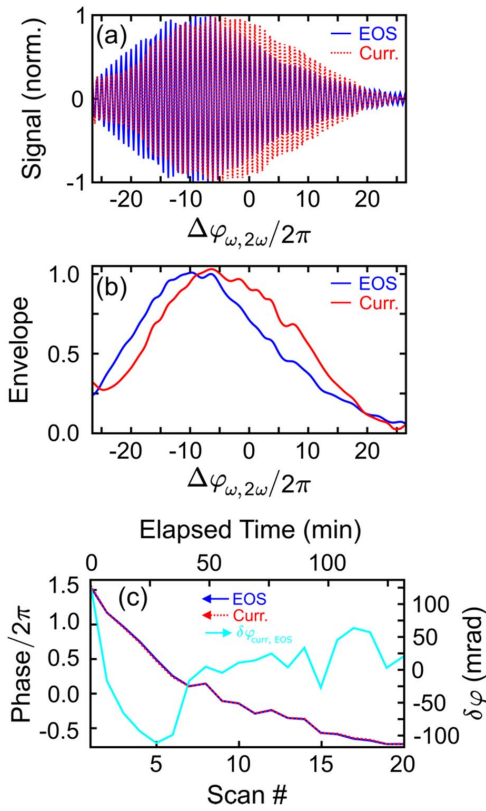 (a)
EOS
Curr.
Signal (norm.)
1
0
-1
-20 -10 0 10 20
Δφω,2ω/2π
(b)
EOS
Curr.
Envelope
1.0
0.5
0.0
-20 -10 0 10 20
Δφω,2ω/2π
Elapsed Time (min)
0 50 100
(c)
EOS
Curr.
δφcurr, EOS
Phase/2π
1.5
1.0
0.5
0.0
-0.5
100
50
0
-50
-100
δφ (mrad)
5 10 15 20
Scan #